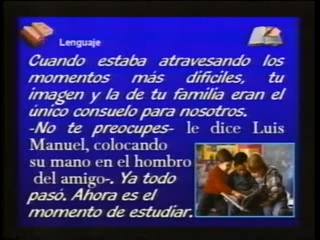 Lenguaje
Cuando estaba atravesando los
momentos más difíciles, tu
imagen y la de tu familia eran el
único consuelo para nosotros.
-No te preocupes- le dice Luis
Manuel, colocando
su mano en el hombro
del amigo-. Ya todo
pasó. Ahora es el
momento de estudiar.